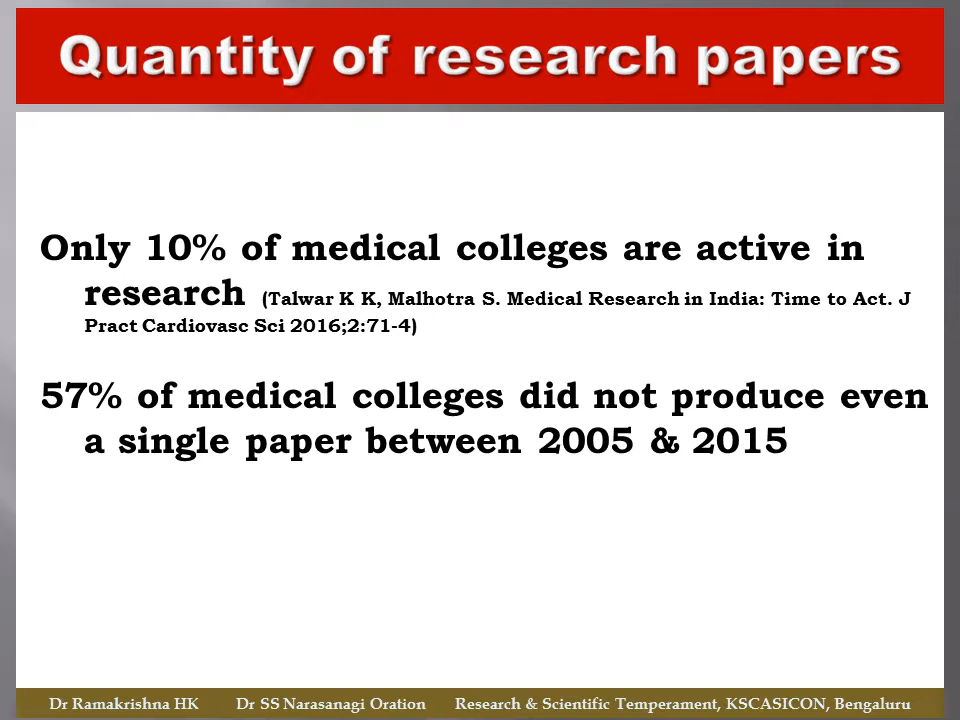 Quantity of research papers
Only 10% of medical colleges are active in
research (Talwar K K, Malhotra S. Medical Research in India: Time to Act. J
Pract Cardiovasc Sci 2016;2:71-4)
57% of medical colleges did not produce even
a single paper between 2005 & 2015
Dr Ramakrishna HK Dr SS Narasanagi Oration Research & Scientific Temperament, KSCASICON, Bengaluru